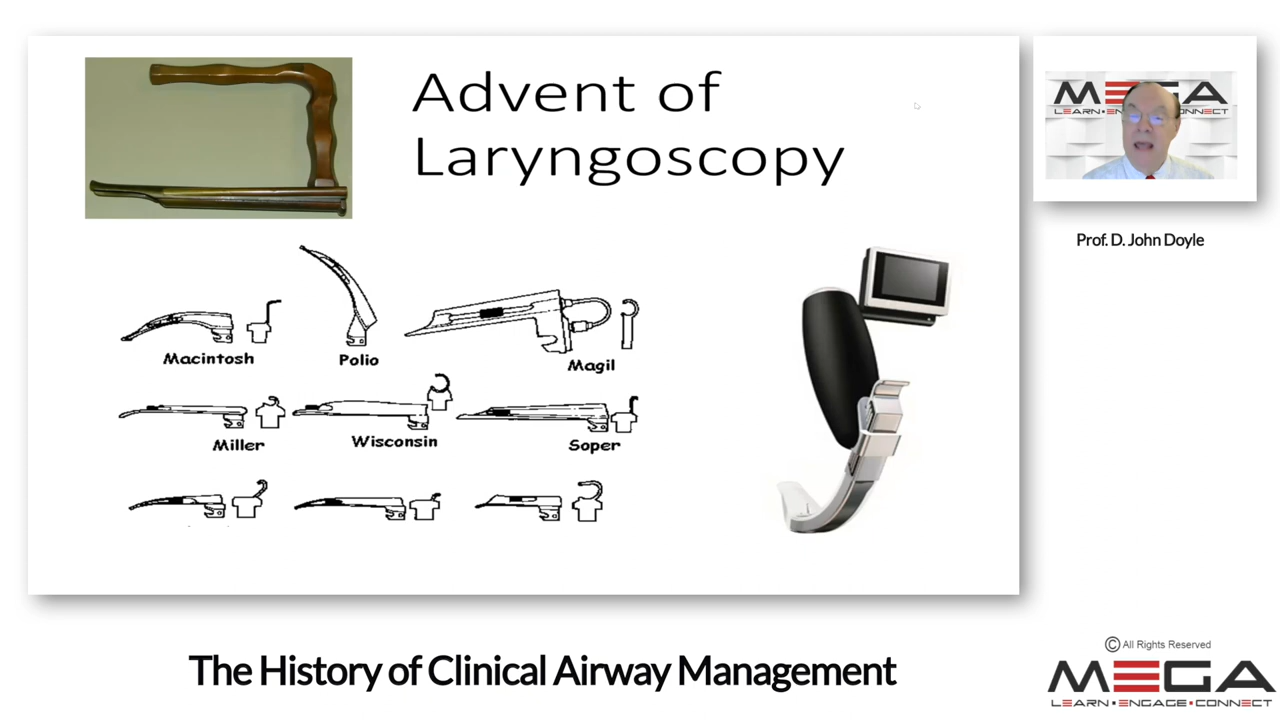 Advent of
Laryngoscopy
Macintosh
Polio
Magil
Miller
Wisconsin
Soper
MEGA
LEARN•ENGAGE•CONNECT
Prof. D. John Doyle
The History of Clinical Airway Management
© All Rights Reserved
MEGA
LEARN•ENGAGE•CONNECT